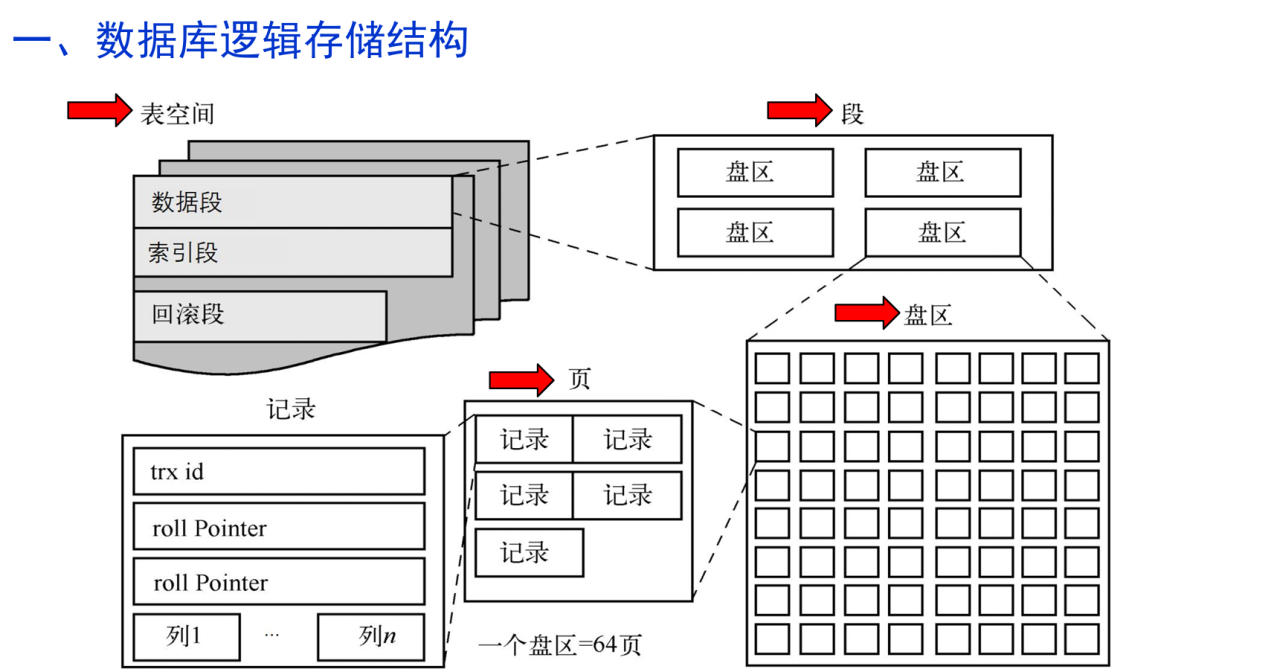 一、数据库逻辑存储结构
表空间
数据段
索引段
回滚段
段
盘区 盘区
盘区 盘区
盘区
页
记录 记录
记录 记录
记录
一个盘区=64页
记录
trx id
roll Pointer
roll Pointer
列1 ... 列n